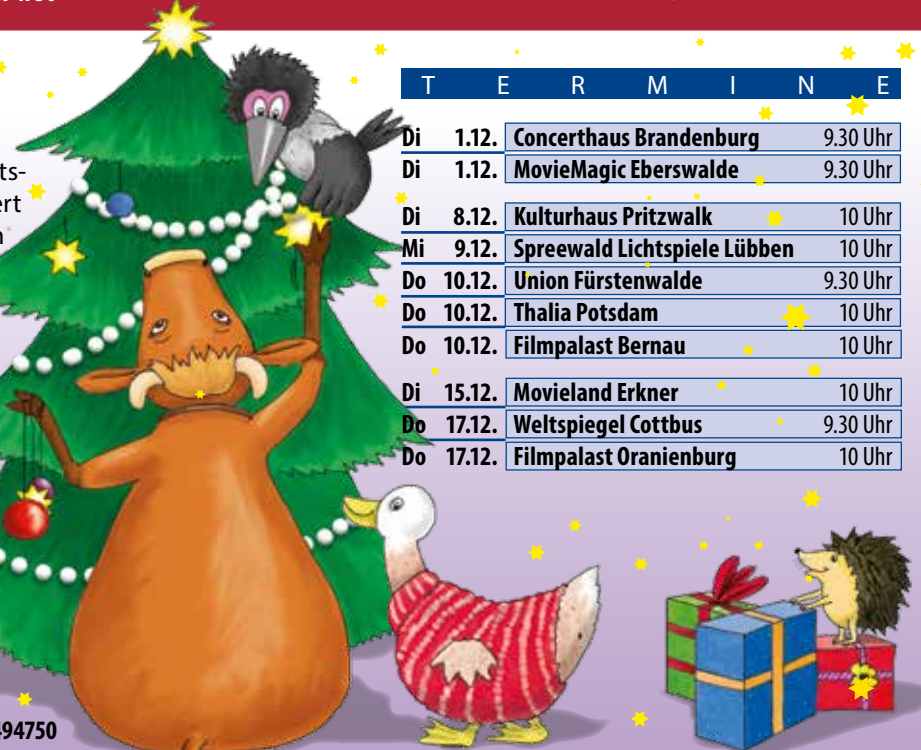 ts-
ert
TERMINE
Di 1.12. Concerthaus Brandenburg 9.30 Uhr
Di 1.12. MovieMagic Eberswalde 9.30 Uhr
Di 8.12. Kulturhaus Pritzwalk 10 Uhr
Mi 9.12. Spreewald Lichtspiele Lübben 10 Uhr
Do 10.12. Union Fürstenwalde 9.30 Uhr
Do 10.12. Thalia Potsdam 10 Uhr
Do 10.12. Filmpalast Bernau 10 Uhr
Di 15.12. Movieland Erkner 10 Uhr
Do 17.12. Weltspiegel Cottbus 9.30 Uhr
Do 17.12. Filmpalast Oranienburg 10 Uhr
494750